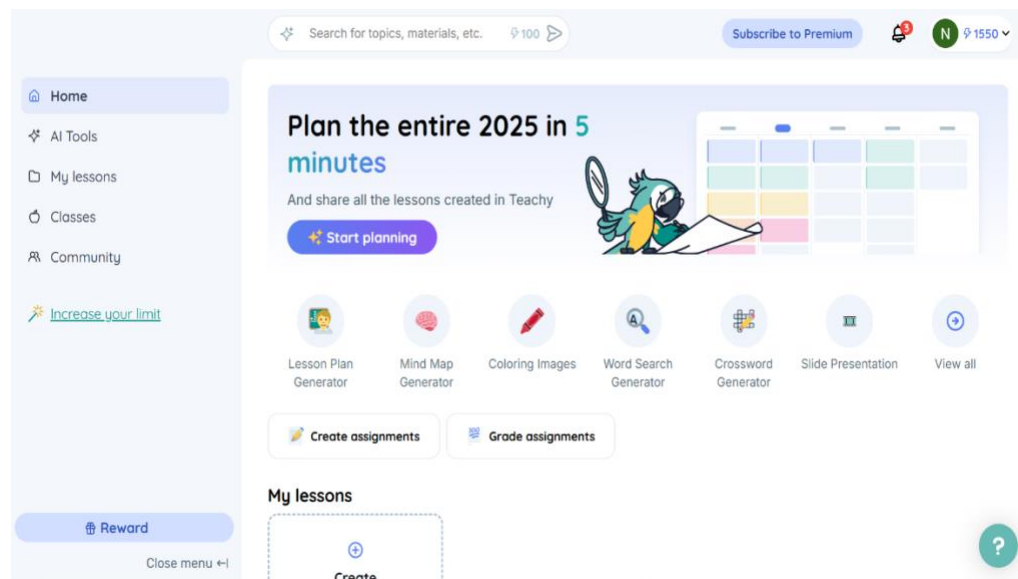 Search for topics, materials, etc. 100
Subscribe to Premium
3
N 1550
Home
AI Tools
My lessons
Classes
Community
Increase your limit
Reward
Close menu
Plan the entire 2025 in 5
minutes
And share all the lessons created in Teachy
Start planning
Lesson Plan
Generator
Mind Map
Generator
Coloring Images
A
Word Search
Generator
Crossword
Generator
Slide Presentation
View all
Create assignments
Grade assignments
My lessons
Create
?